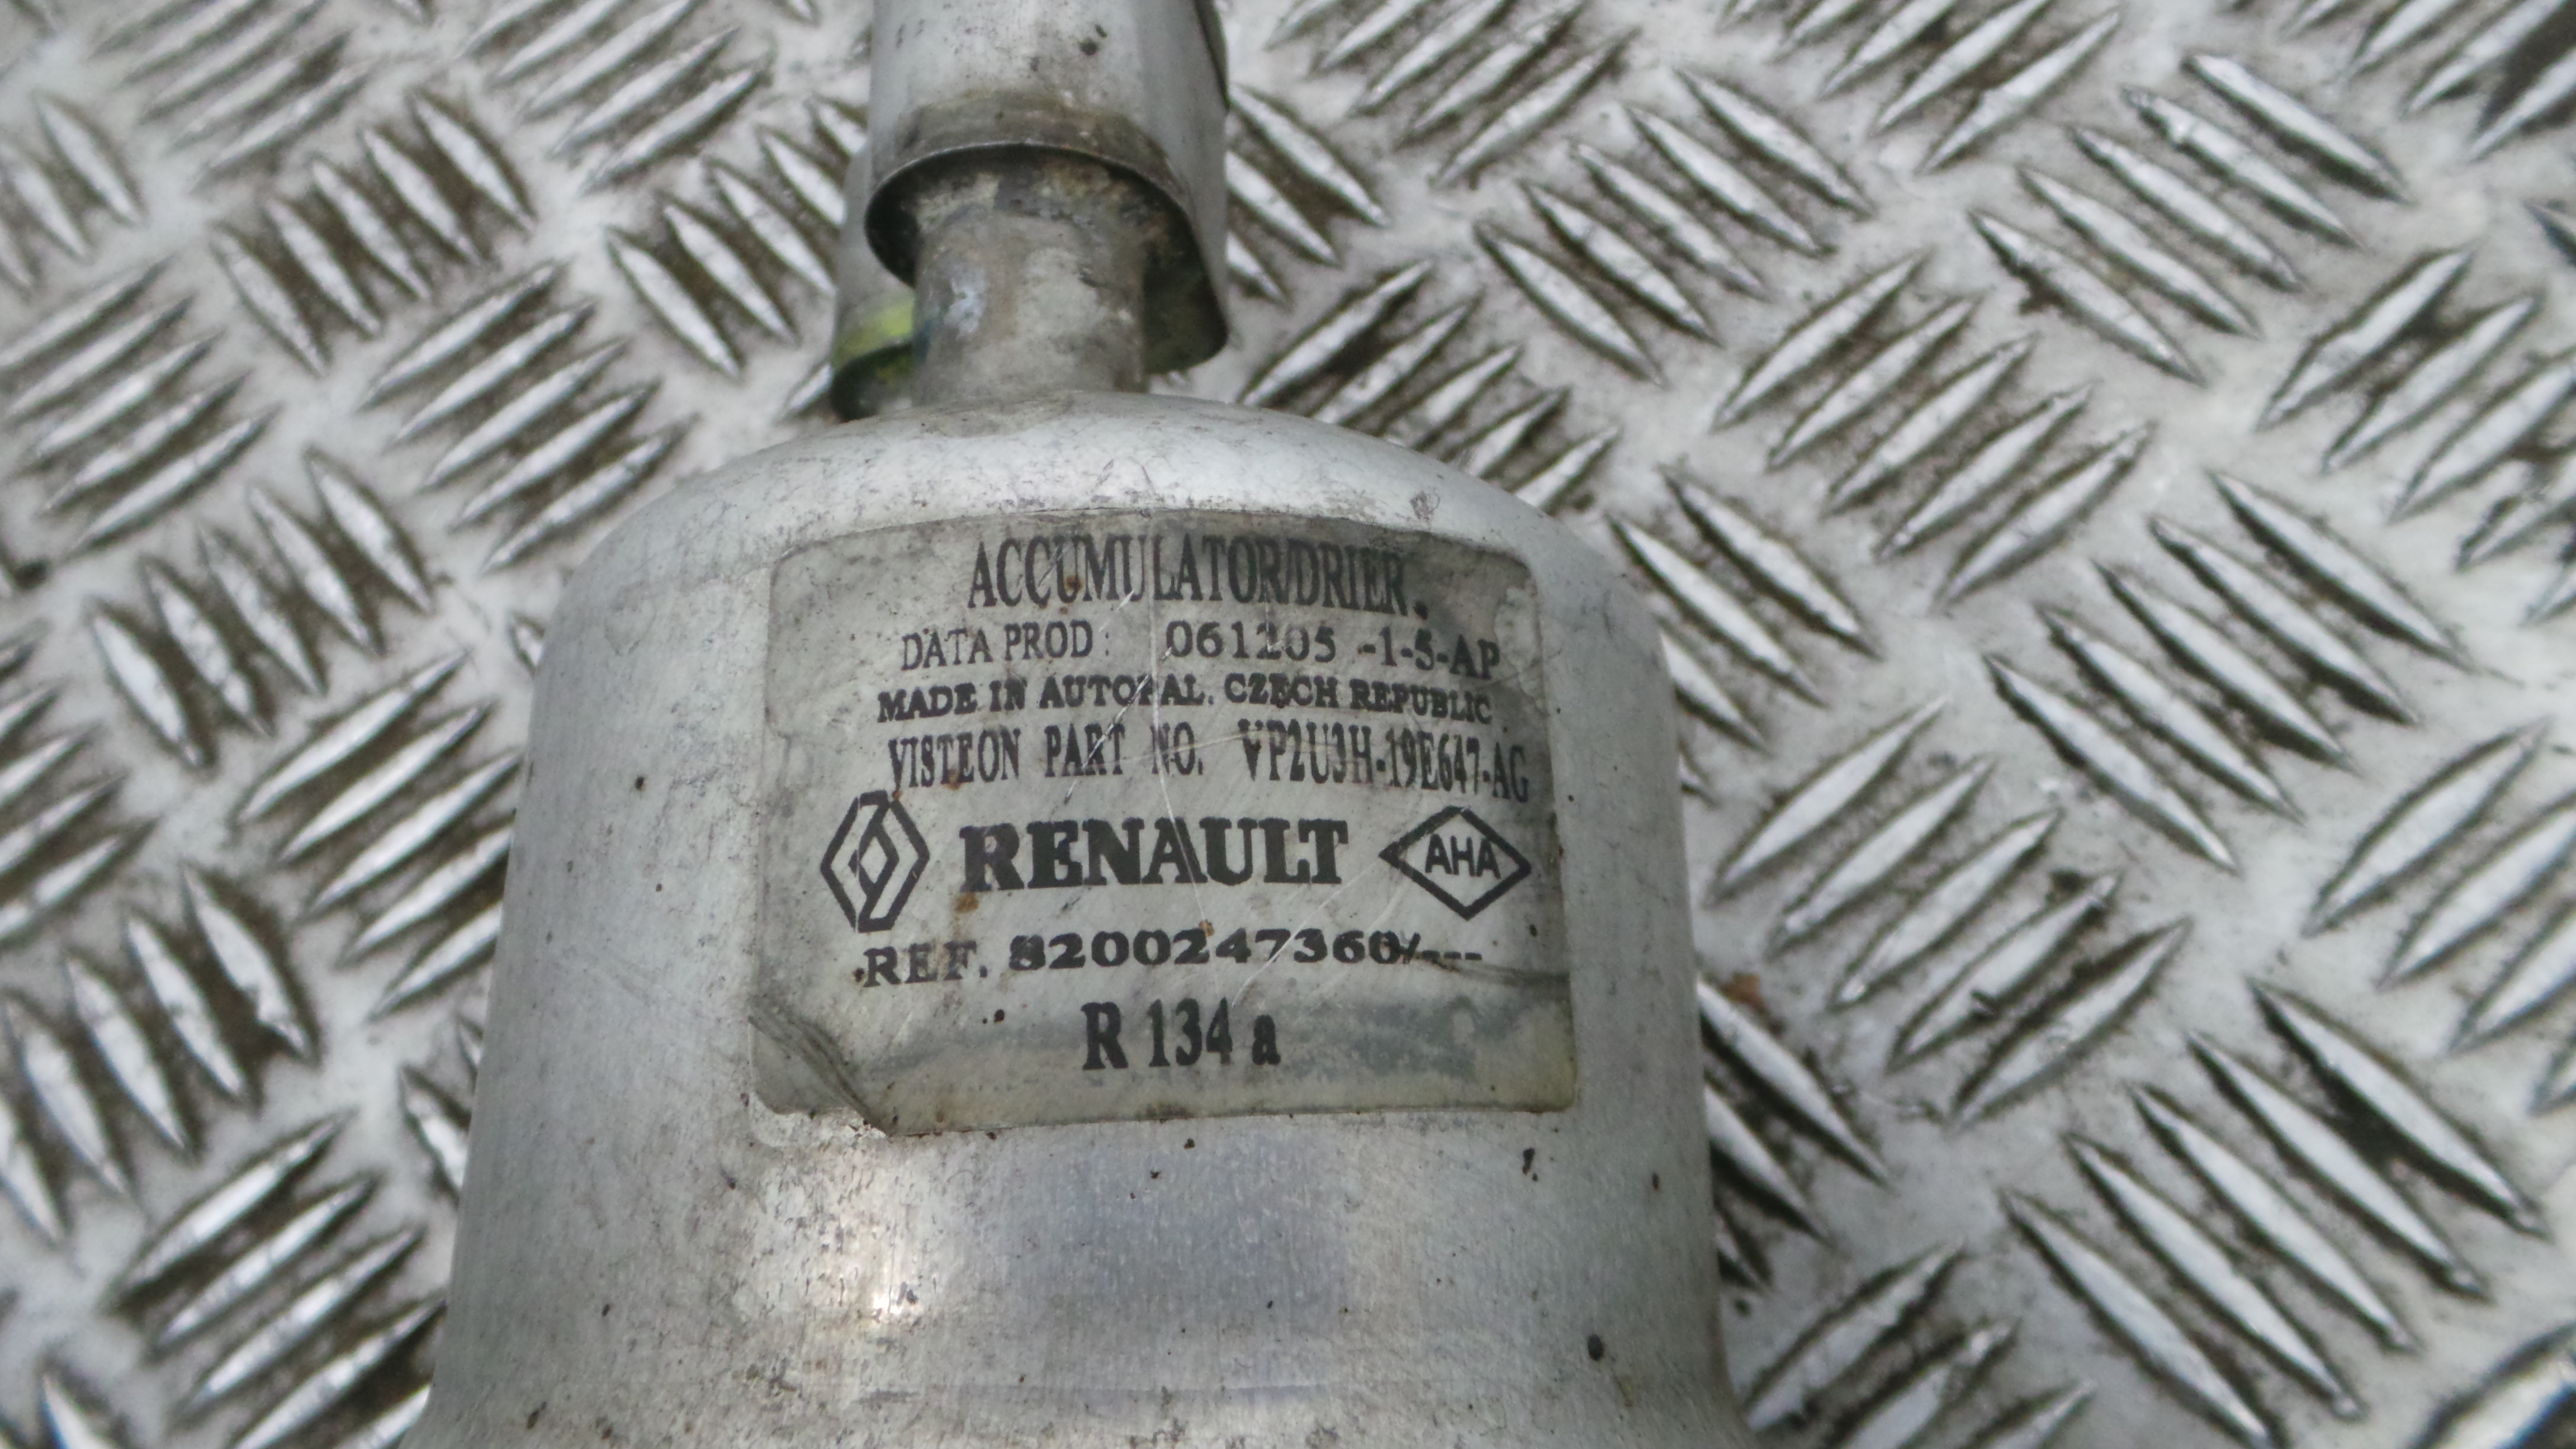 ACCUMULATOR/DRIER.
DATA PROD: 061205 -1-5-AP
MADE IN AUTOPAL. CZECH REPUBLIC
VISTEON PART NO. VP2U3H-19E647-AG
RENAULT AHA
REF. 8200247360/---
R 134 a